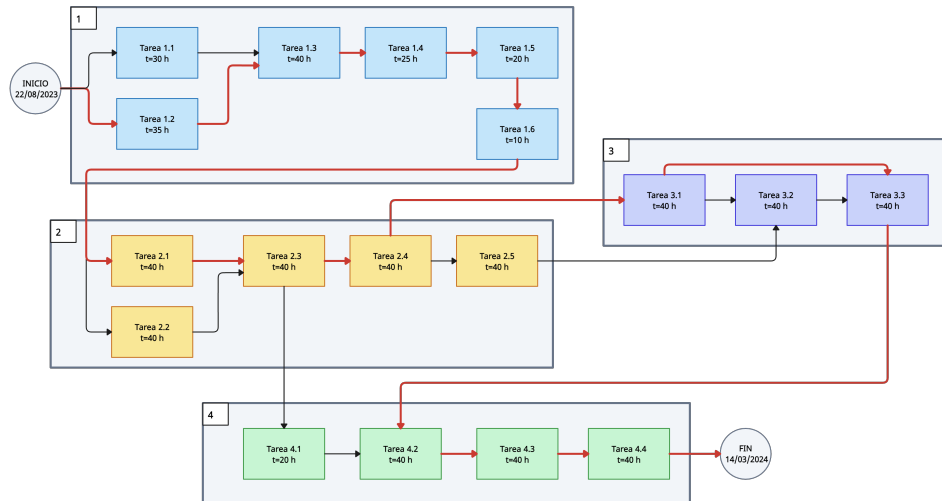 1
Tarea 1.1
t=30 h
Tarea 1.3
t=40 h
Tarea 1.4
t=25 h
Tarea 1.5
t=20 h
INICIO
22/08/2023
Tarea 1.2
t=35 h
Tarea 1.6
t=10 h
3
Tarea 3.1
t=40 h
Tarea 3.2
t=40 h
Tarea 3.3
t=40 h
2
Tarea 2.1
t=40 h
Tarea 2.3
t=40 h
Tarea 2.4
t=40 h
Tarea 2.5
t=40 h
Tarea 2.2
t=40 h
4
Tarea 4.1
t=20 h
Tarea 4.2
t=40 h
Tarea 4.3
t=40 h
Tarea 4.4
t=40 h
FIN
14/03/2024